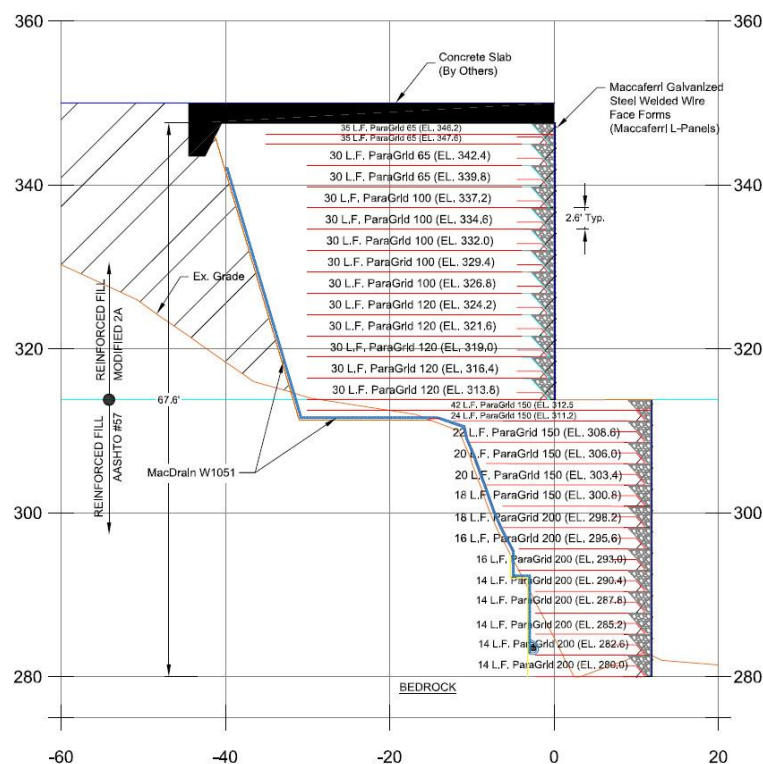 360
360
Concrete Slab
(By Others)
Maccaferri Galvanized
Steel Welded Wire
Face Forms
(Maccaferri L-Panels)
35 L.F. ParaGrid 65 (EL. 346.2)
35 L.F. ParaGrid 65 (EL. 347.6)
30 L.F. ParaGrid 65 (EL. 342.4)
340
340
30 L.F. ParaGrid 65 (EL. 339.8)
30 L.F. ParaGrid 100 (EL. 337.2)
2.6' Typ.
30 L.F. ParaGrid 100 (EL. 334.6)
30 L.F. ParaGrid 100 (EL. 332.0)
30 L.F. ParaGrid 100 (EL. 329.4)
Ex. Grade
30 L.F. ParaGrid 100 (EL. 326.8)
30 L.F. ParaGrid 120 (EL. 324.2)
30 L.F. ParaGrid 120 (EL. 321.6)
320
320
30 L.F. ParaGrid 120 (EL. 319.0)
30 L.F. ParaGrid 120 (EL. 316.4)
30 L.F. ParaGrid 120 (EL. 313.8)
REINFORCED FILL
MODIFIED 2A
67.6'
REINFORCED FILL
AASHTO #57
42 L.F. ParaGrid 150 (EL. 312.5
24 L.F. ParaGrid 150 (EL. 311.2)
22 L.F. ParaGrid 150 (EL. 308.6)
20 L.F. ParaGrid 150 (EL. 306.0)
MacDrain W1051
20 L.F. ParaGrid 150 (EL. 303.4)
18 L.F. ParaGrid 150 (EL. 300.8)
300
300
18 L.F. ParaGrid 200 (EL. 298.2)
16 L.F. ParaGrid 200 (EL. 295.6)
16 L.F. ParaGrid 200 (EL. 293.0)
14 L.F. ParaGrid 200 (EL. 290.4)
14 L.F. ParaGrid 200 (EL. 287.8)
14 L.F. ParaGrid 200 (EL. 285.2)
14 L.F. ParaGrid 200 (EL. 282.6)
14 L.F. ParaGrid 200 (EL. 280.0)
280
280
BEDROCK
-60
-40
-20
0
20